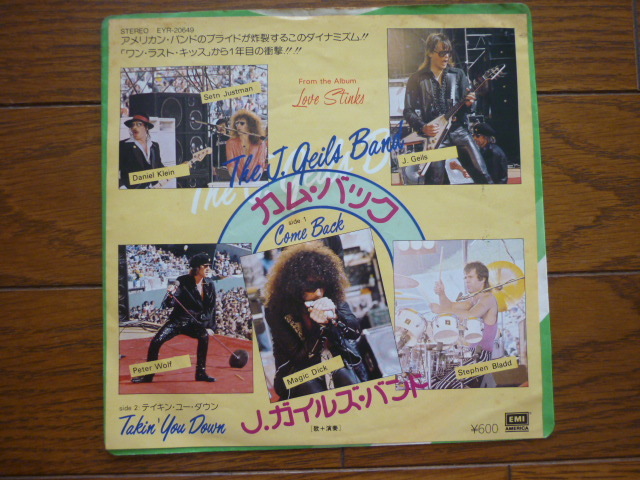 STEREO EYR-20649
アメリカン・バンドのプライドが炸裂するこのダイナミズム!!
「ワン・ラスト・キッス」から1年目の衝撃!!!
Setn Justman
From the Album
Love Stinks
Daniel Klein
J. Geils
The J. Geils Band
カム・バック
side 1
Come Back
Peter Wolf
Magic Dick
Stephen Bladd
side 2 テイキン・ユー・ダウン
Takin' You Down
J.ガイルズ・バンド
[歌+演奏]
¥600
EMI
AMERICA